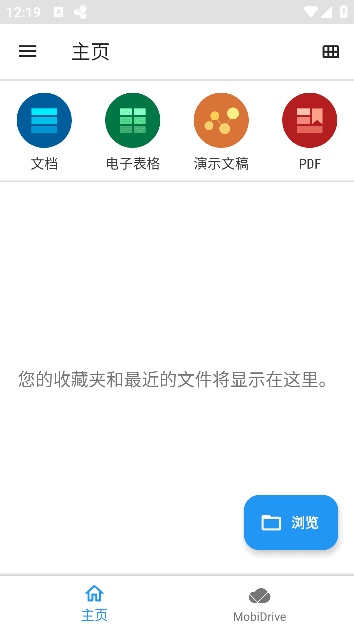 12:19
A
主页
文档
电子表格
演示文稿
PDF
您的收藏夹和最近的文件将显示在这里。
浏览
主页
MobiDrive